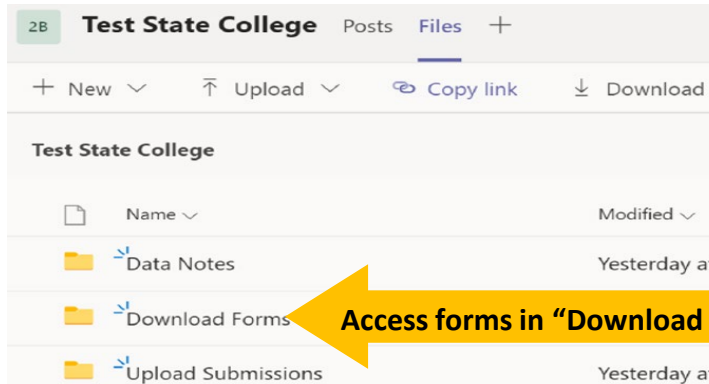 2B Test State College Posts Files +
+ New Upload Copy link Download
Test State College
Name Modified
Data Notes Yesterday
Download Forms Access forms in “Download
Upload Submissions Yesterday